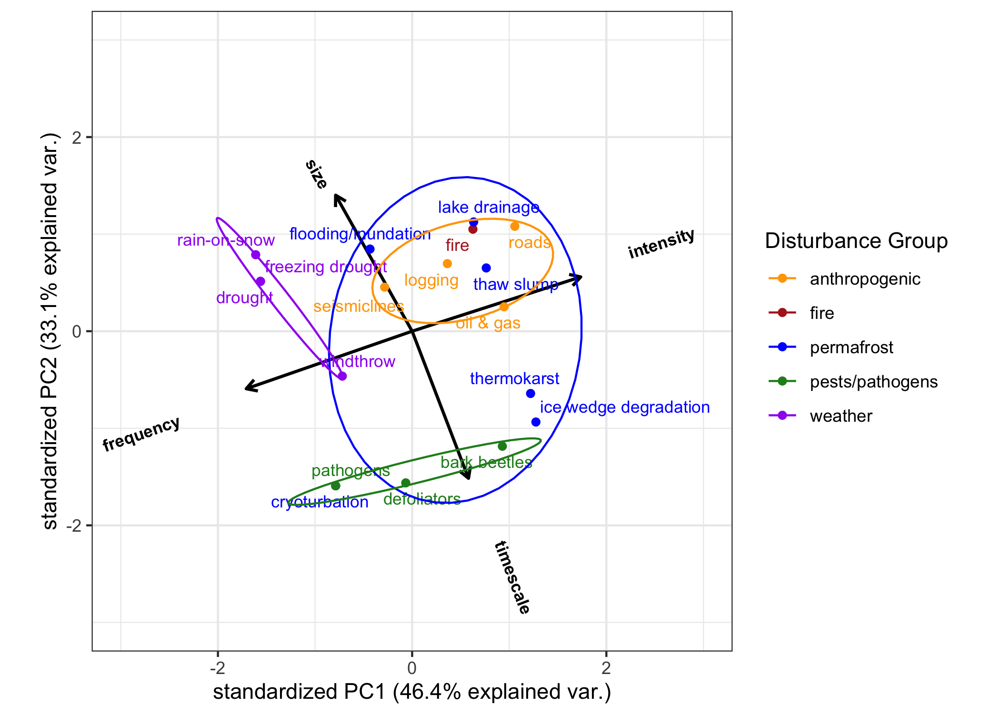 standardized PC2 (33.1% explained var.)
2
0
-2
size
lake drainage
flooding/inundation
rain-on-snow
fire
roads
intensity
freezing drought
logging
thaw slump
drought
seismiclines
oil & gas
windthrow
thermokarst
ice wedge degradation
frequency
bark beetles
pathogens
defoliators
cryoturbation
timescale
-2
0
2
standardized PC1 (46.4% explained var.)
Disturbance Group
anthropogenic
fire
permafrost
pests/pathogens
weather